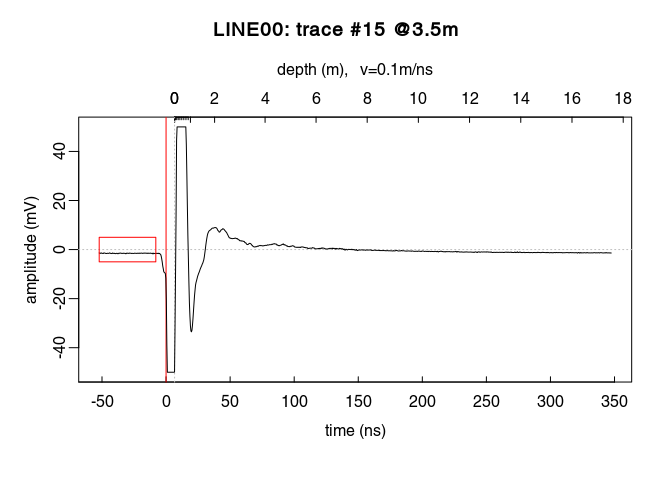 LINE00: trace #15 @3.5m
depth (m),  v=0.1m/ns
0 2 4 6 8 10 12 14 16 18
amplitude (mV)
40
20
0
-20
-40
-50 0 50 100 150 200 250 300 350
time (ns)